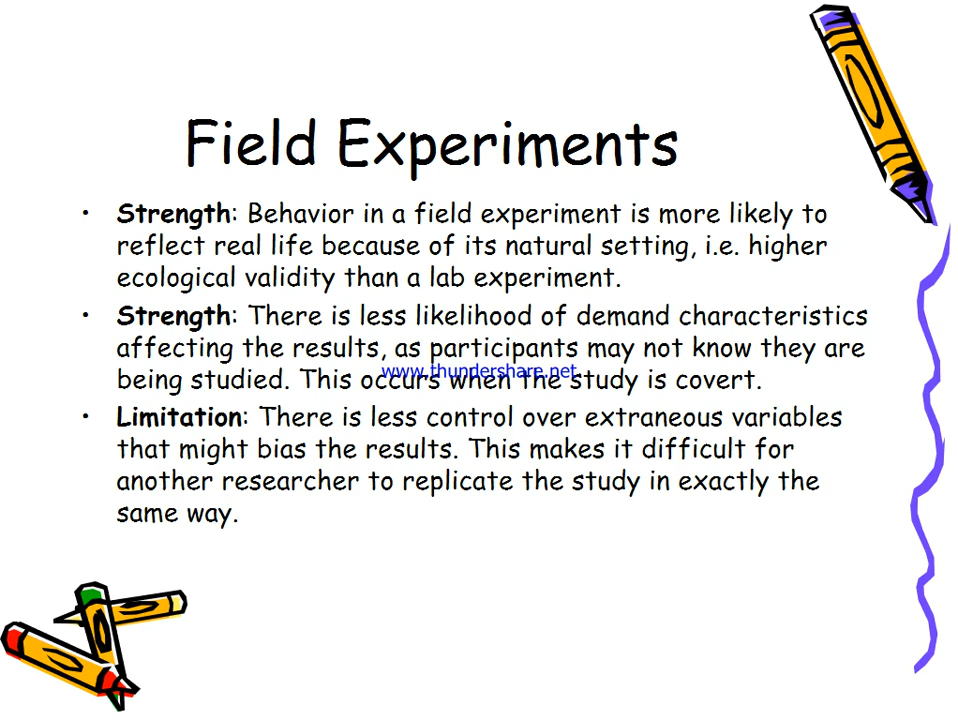 Field Experiments
• Strength: Behavior in a field experiment is more likely to
reflect real life because of its natural setting, i.e. higher
ecological validity than a lab experiment.
• Strength: There is less likelihood of demand characteristics
affecting the results, as participants may not know they are
www.thundershare.net
being studied. This occurs when the study is covert.
• Limitation: There is less control over extraneous variables
that might bias the results. This makes it difficult for
another researcher to replicate the study in exactly the
same way.